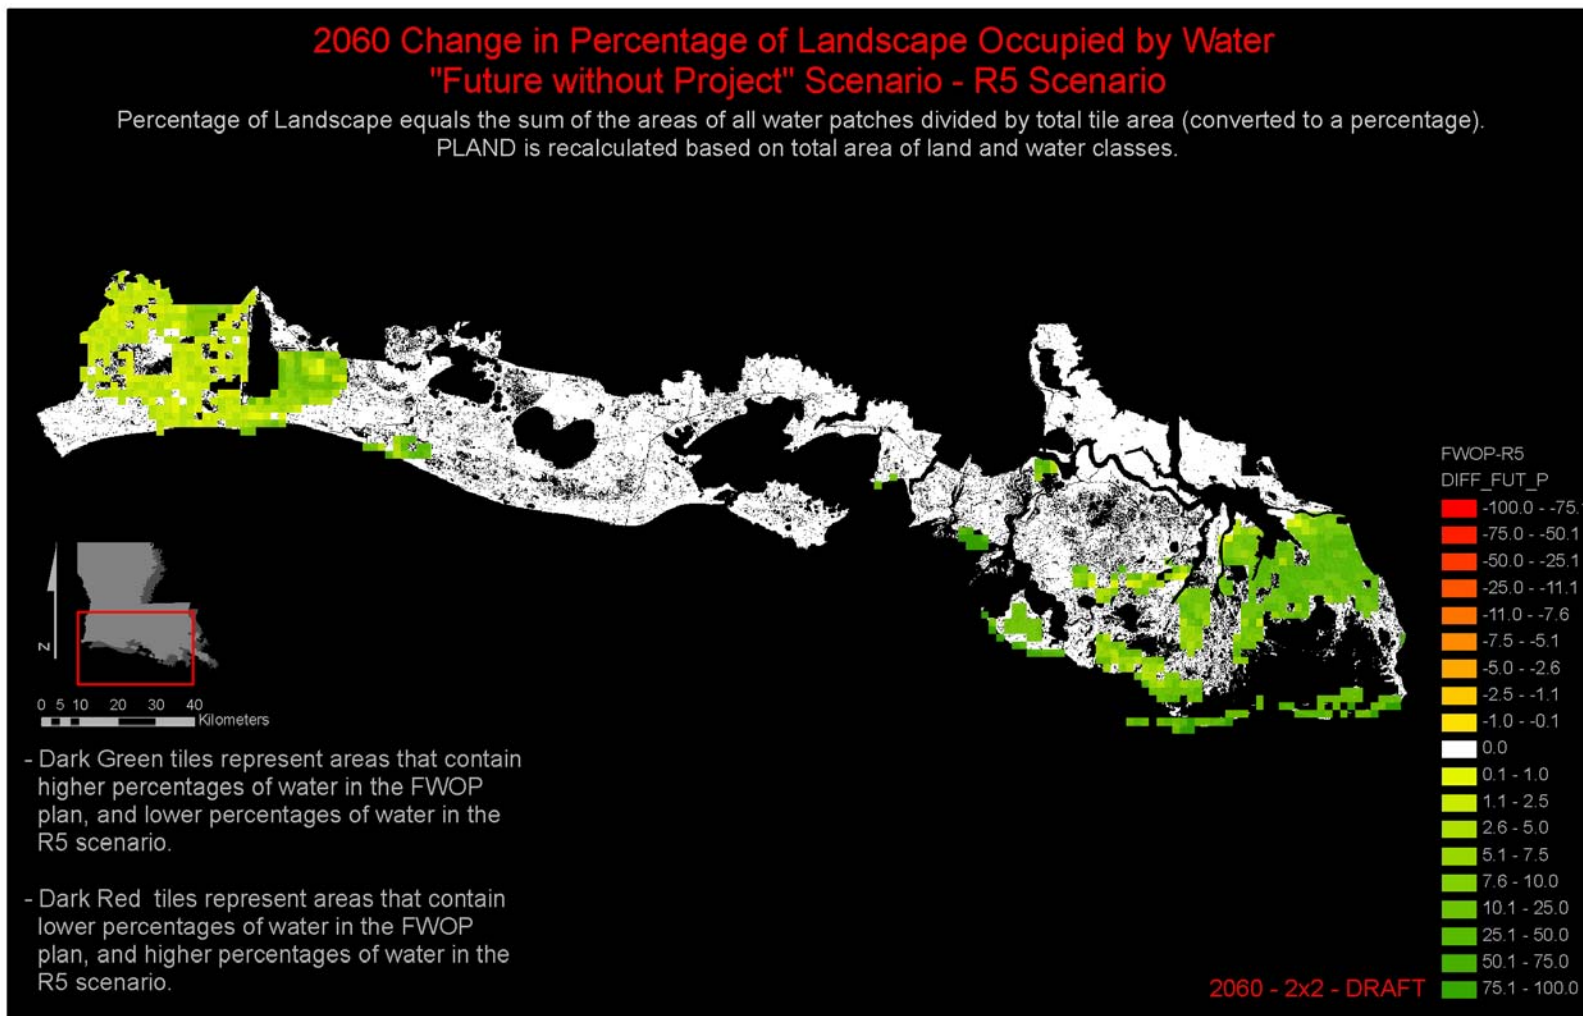 2060 Change in Percentage of Landscape Occupied by Water
"Future without Project" Scenario - R5 Scenario
Percentage of Landscape equals the sum of the areas of all water patches divided by total tile area (converted to a percentage).
PLAND is recalculated based on total area of land and water classes.
FWOP-R5
DIFF_FUT_P
-100.0 - -75.
-75.0 - -50.1
-50.0 - -25.1
-25.0 - -11.1
-11.0 - -7.6
-7.5 - -5.1
-5.0 - -2.6
-2.5 - -1.1
-1.0 - -0.1
0.0
0.1 - 1.0
1.1 - 2.5
2.6 - 5.0
5.1 - 7.5
7.6 - 10.0
10.1 - 25.0
25.1 - 50.0
50.1 - 75.0
75.1 - 100.0
N
0 5 10 20 30 40
Kilometers
- Dark Green tiles represent areas that contain
higher percentages of water in the FWOP
plan, and lower percentages of water in the
R5 scenario.
- Dark Red tiles represent areas that contain
lower percentages of water in the FWOP
plan, and higher percentages of water in the
R5 scenario.
2060 - 2x2 - DRAFT